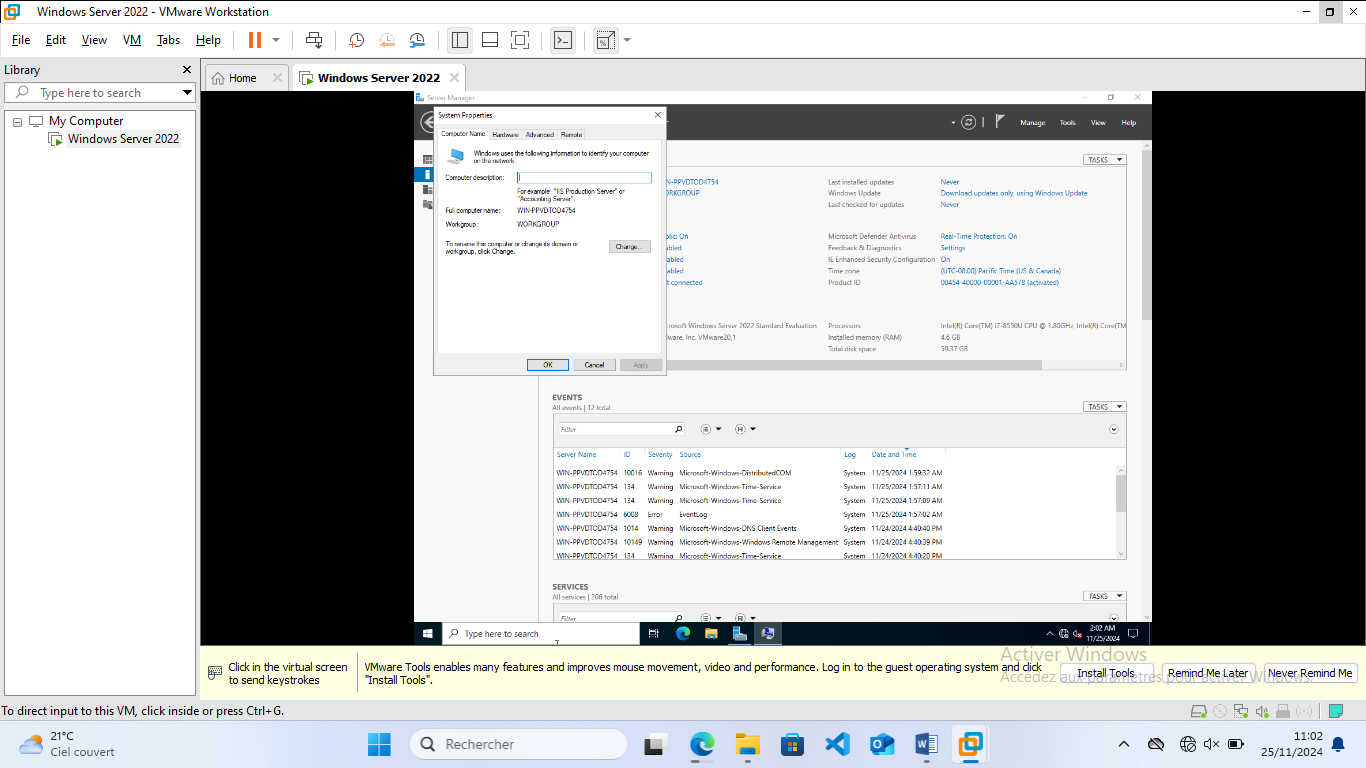 Windows Server 2022 - VMware Workstation
File Edit View VM Tabs Help
Library
Type here to search
My Computer
Windows Server 2022
Home
Windows Server 2022
Server Manager
Manage Tools View Help
System Properties
Computer Name Hardware Advanced Remote
Windows uses the following information to identify your computer
on the network.
Computer description:
For example: "IIS Production Server" or
"Accounting Server".
Full computer name: WIN-PPVDTOD4754
Workgroup: WORKGROUP
To rename this computer or change its domain or
workgroup, click Change.
Change...
OK Cancel Apply
TASKS
Last installed updates Never
Windows Update Download updates only, using Windows Update
Last checked for updates Never
Microsoft Defender Antivirus Real-Time Protection: On
Feedback & Diagnostics Settings
IE Enhanced Security Configuration On
Time zone (UTC-08:00) Pacific Time (US & Canada)
Product ID 00454-40000-00001-AA578 (activated)
Processors Intel(R) Core(TM) i7-8550U CPU @ 1.80GHz, Intel(R) Core(TM
Installed memory (RAM) 4.6 GB
Total disk space 59.37 GB
EVENTS
All events | 12 total
TASKS
Filter
Server Name ID Severity Source Log Date and Time
WIN-PPVDTOD4754 10016 Warning Microsoft-Windows-DistributedCOM System 11/25/2024 1:59:32 AM
WIN-PPVDTOD4754 134 Warning Microsoft-Windows-Time-Service System 11/25/2024 1:57:11 AM
WIN-PPVDTOD4754 134 Warning Microsoft-Windows-Time-Service System 11/25/2024 1:57:09 AM
WIN-PPVDTOD4754 6008 Error EventLog System 11/25/2024 1:57:02 AM
WIN-PPVDTOD4754 1014 Warning Microsoft-Windows-DNS Client Events System 11/24/2024 4:40:40 PM
WIN-PPVDTOD4754 10149 Warning Microsoft-Windows-Windows Remote Management System 11/24/2024 4:40:39 PM
WIN-PPVDTOD4754 134 Warning Microsoft-Windows-Time-Service System 11/24/2024 4:40:20 PM
SERVICES
All services | 206 total
TASKS
Filter
Type here to search
2:02 AM
11/25/2024
Click in the virtual screen
to send keystrokes
VMware Tools enables many features and improves mouse movement, video and performance. Log in to the guest operating system and click
"Install Tools".
Install Tools Remind Me Later Never Remind Me
Activer Windows
Accédez aux paramètres pour activer Windows.
To direct input to this VM, click inside or press Ctrl+G.
21°C
Ciel couvert
Rechercher
11:02
25/11/2024